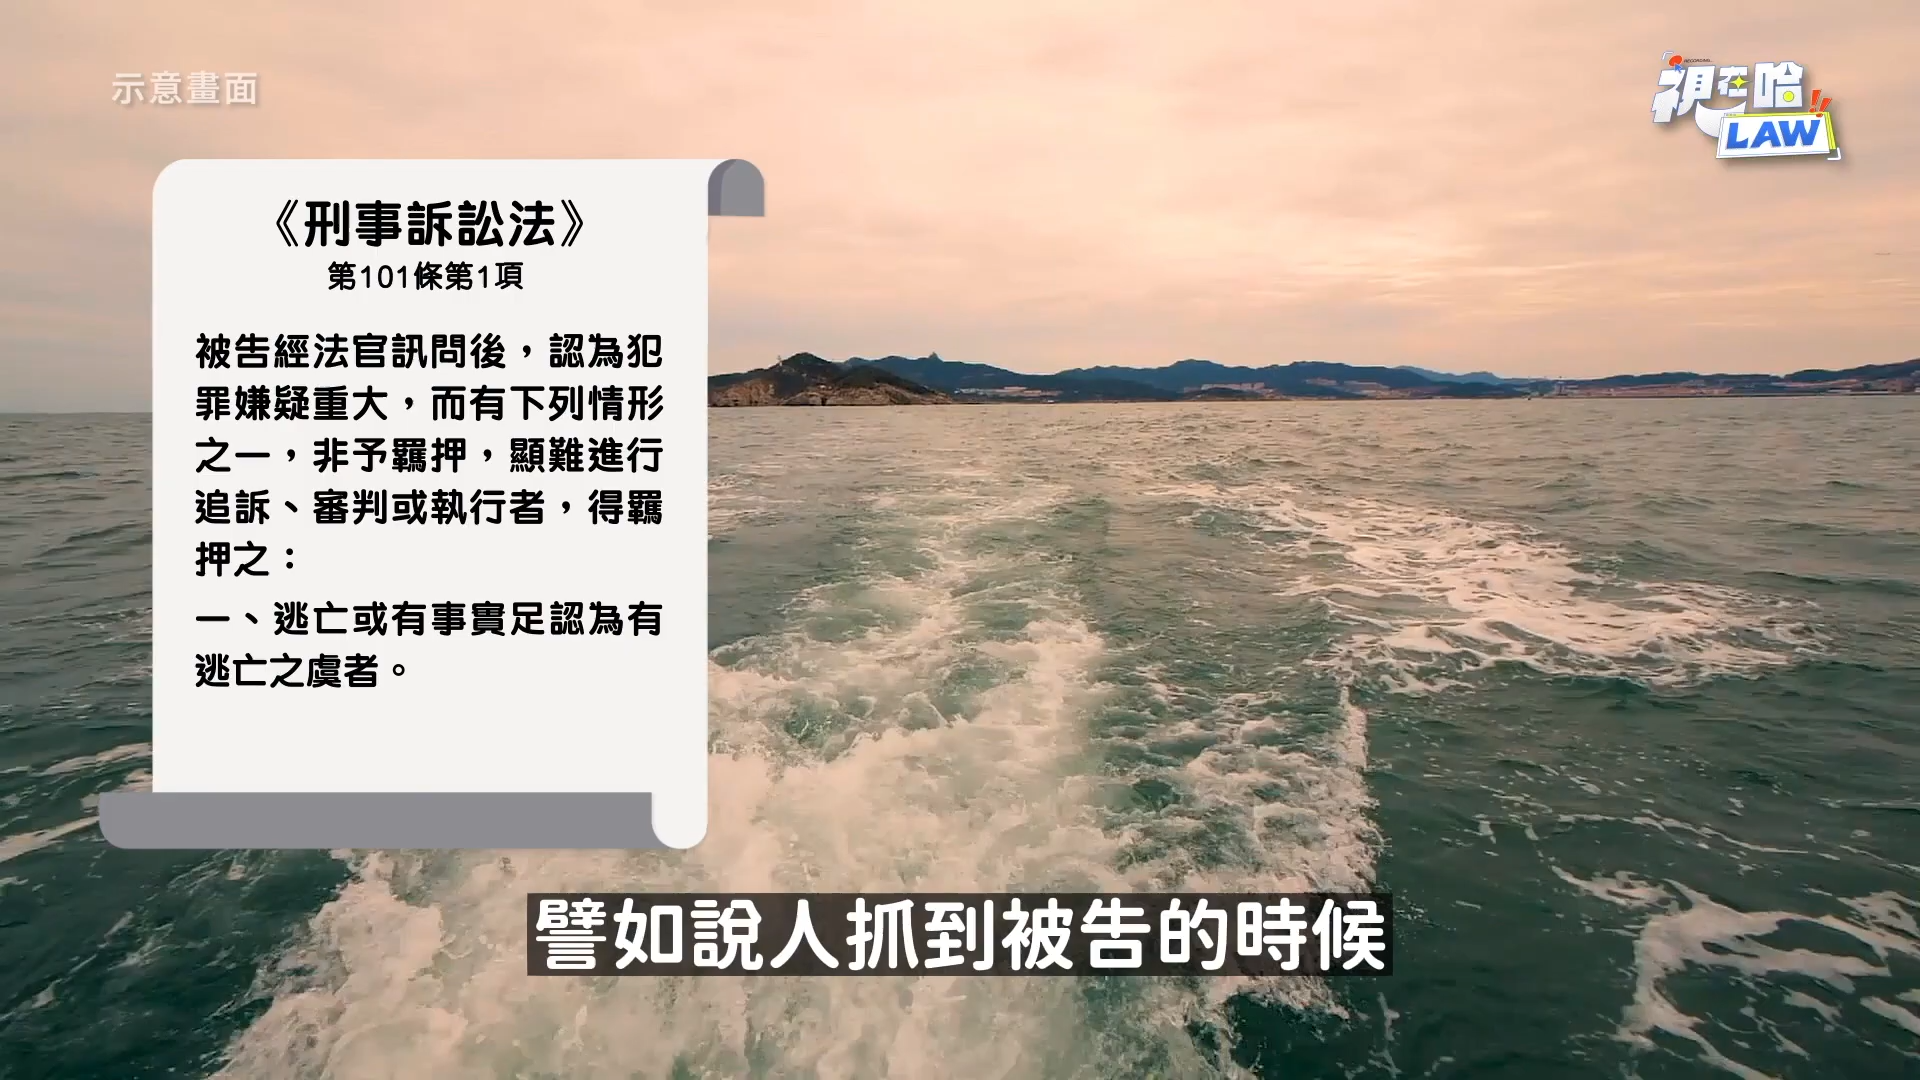 示意畫面
RECORDING
視在哈!!
LAW
《刑事訴訟法》
第101條第1項
被告經法官訊問後，認為犯
罪嫌疑重大，而有下列情形
之一，非予羈押，顯難進行
追訴、審判或執行者，得羈
押之：
一、逃亡或有事實足認為有
逃亡之虞者。
譬如說人抓到被告的時候